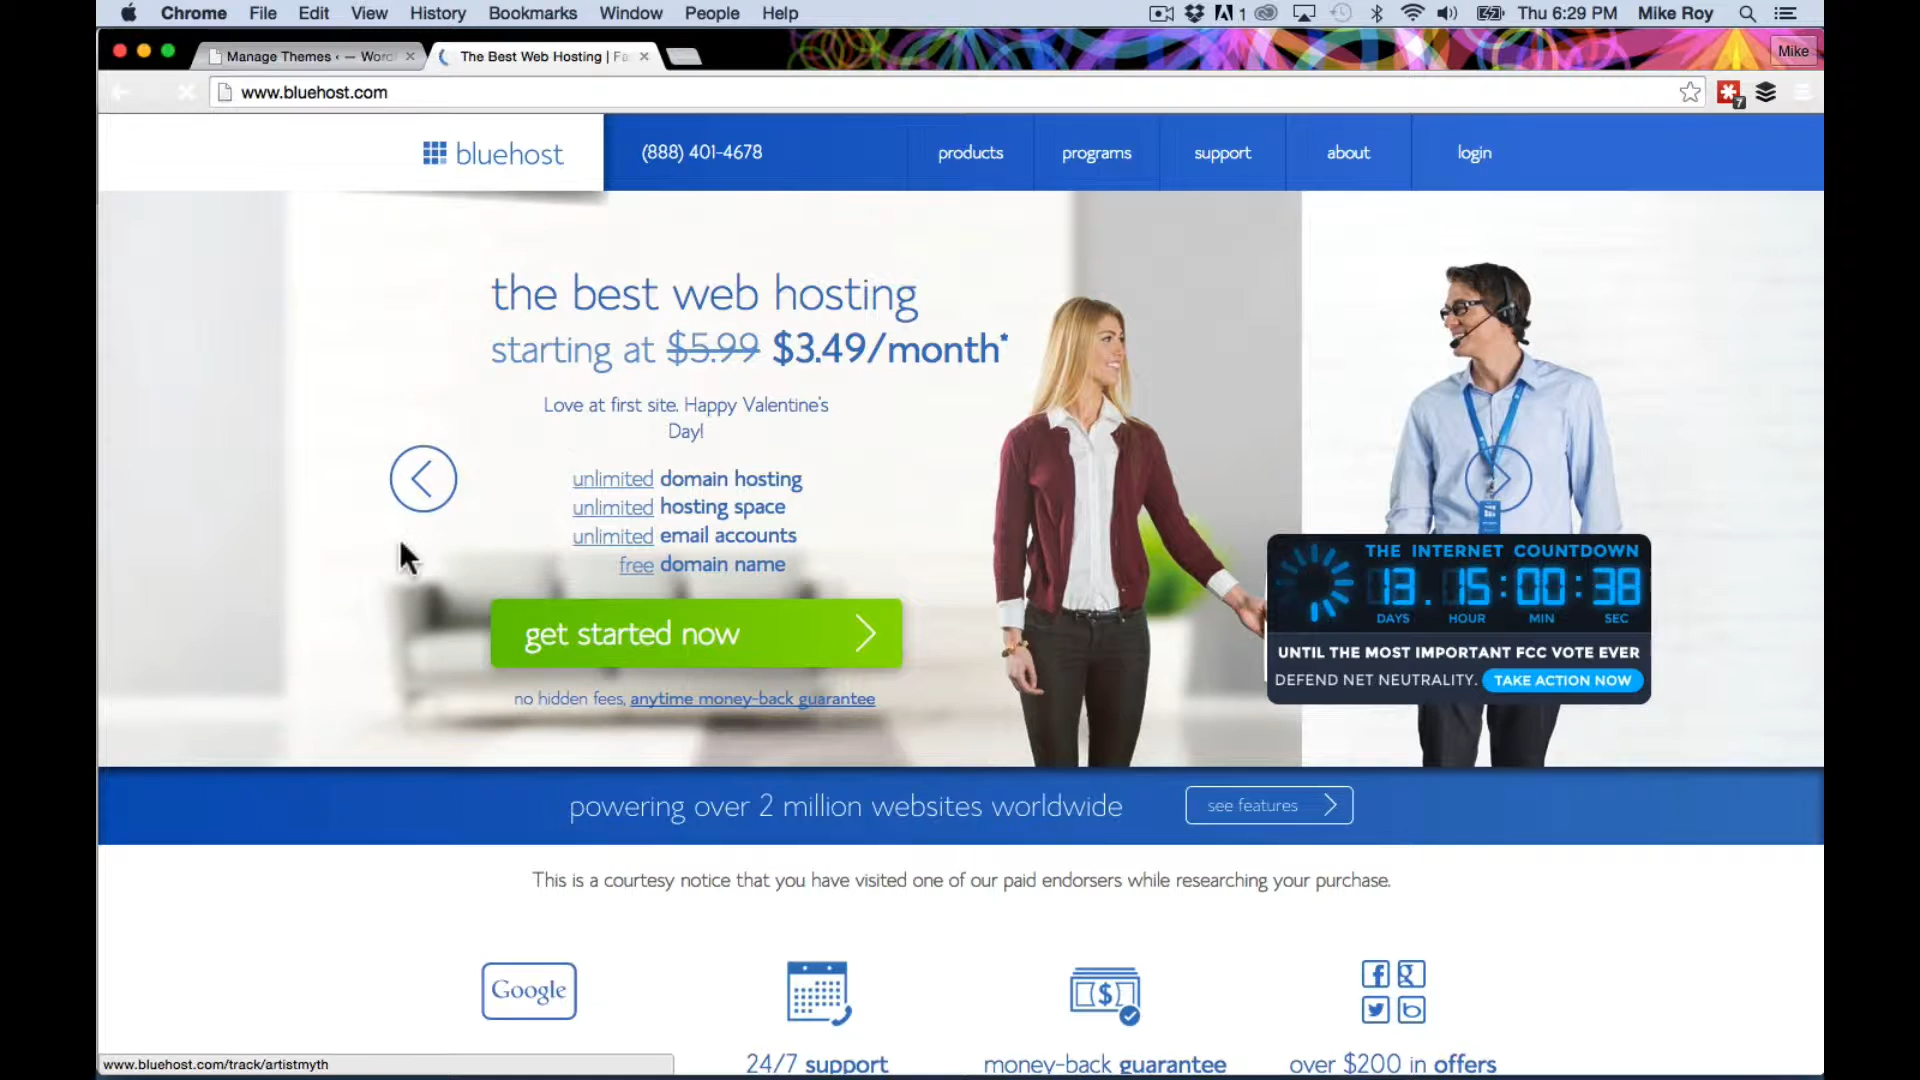 Chrome File Edit View History Bookmarks Window People Help
1 Thu 6:29 PM Mike Roy
Manage Themes ‹ — Word
The Best Web Hosting | Fa
Mike
www.bluehost.com
7
bluehost
(888) 401-4678
products
programs
support
about
login
the best web hosting
starting at $5.99 $3.49/month*
Love at first site. Happy Valentine's
Day!
unlimited domain hosting
unlimited hosting space
unlimited email accounts
free domain name
get started now
no hidden fees, anytime money-back guarantee
THE INTERNET COUNTDOWN
13. 15:00:38
DAYS HOUR MIN SEC
UNTIL THE MOST IMPORTANT FCC VOTE EVER
DEFEND NET NEUTRALITY. TAKE ACTION NOW
powering over 2 million websites worldwide
see features
This is a courtesy notice that you have visited one of our paid endorsers while researching your purchase.
Google
24/7 support
money-back guarantee
over $200 in offers
www.bluehost.com/track/artistmyth